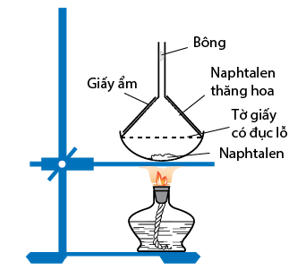 Bông
Giấy ẩm
Naphtalen
thăng hoa
Tờ giấy
có đục lỗ
Naphtalen